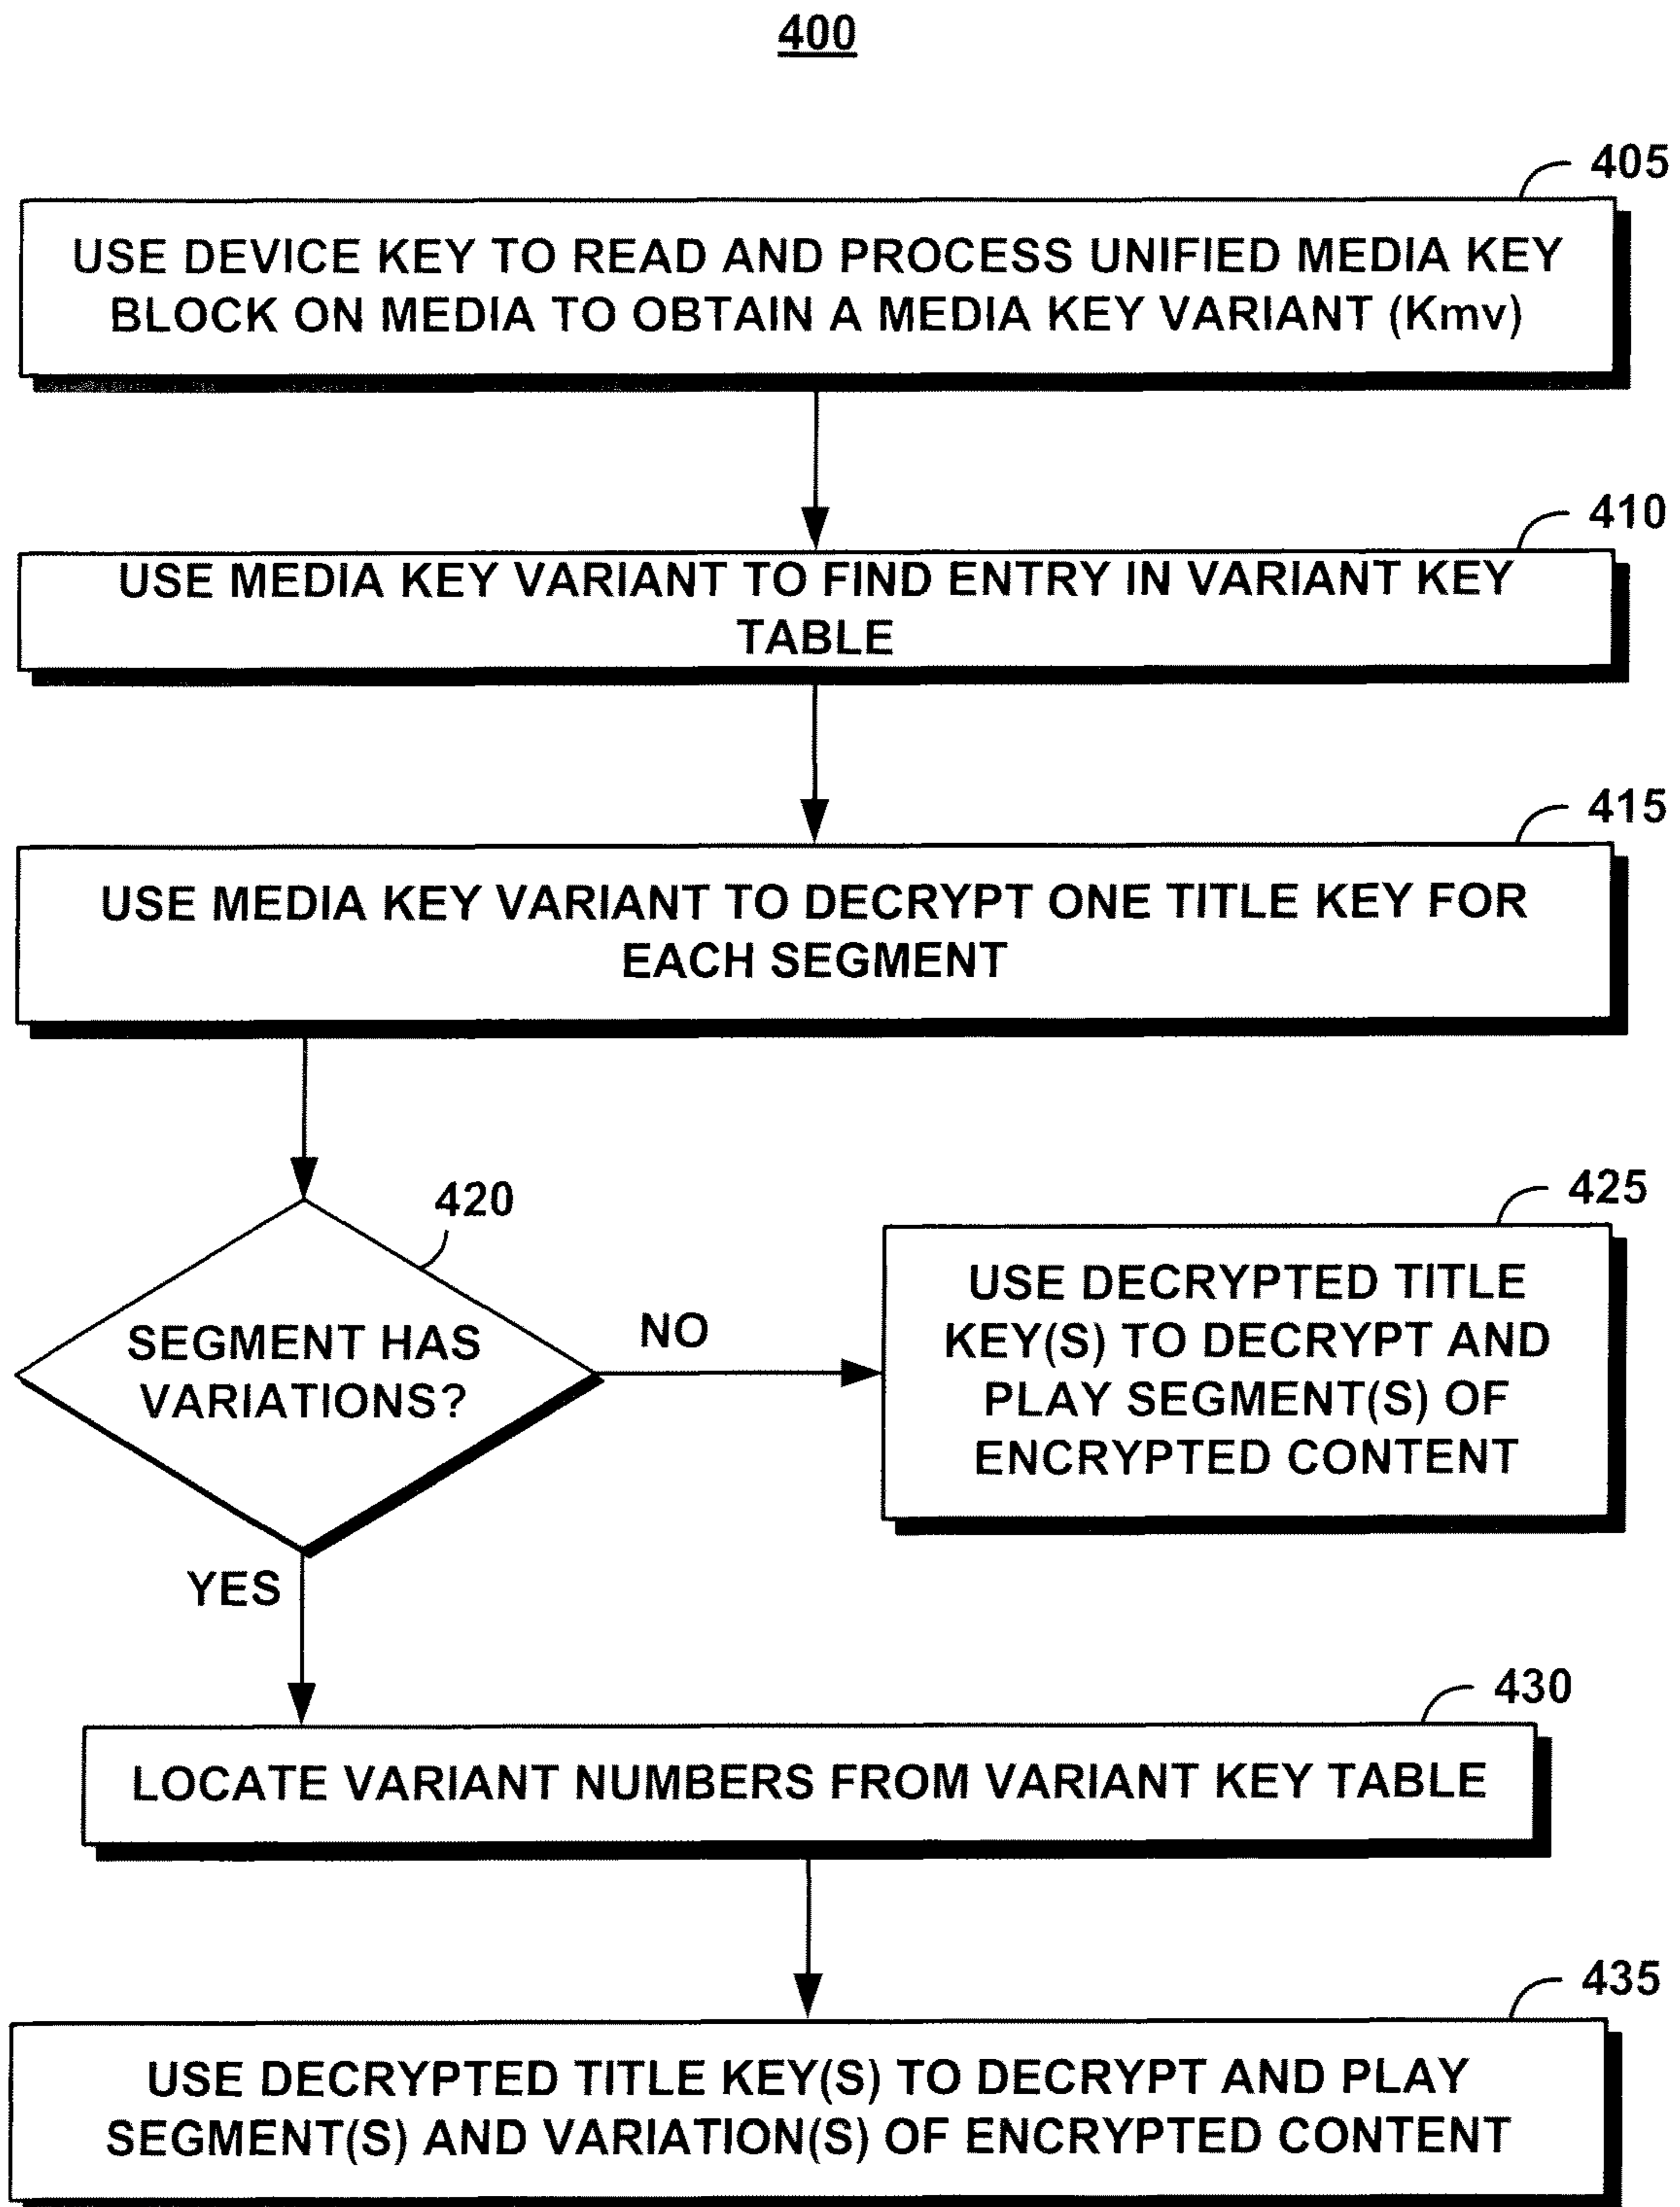 400
405
USE DEVICE KEY TO READ AND PROCESS UNIFIED MEDIA KEY
BLOCK ON MEDIA TO OBTAIN A MEDIA KEY VARIANT (Kmv)
410
USE MEDIA KEY VARIANT TO FIND ENTRY IN VARIANT KEY
TABLE
415
USE MEDIA KEY VARIANT TO DECRYPT ONE TITLE KEY FOR
EACH SEGMENT
420
SEGMENT HAS
VARIATIONS?
NO
425
USE DECRYPTED TITLE
KEY(S) TO DECRYPT AND
PLAY SEGMENT(S) OF
ENCRYPTED CONTENT
YES
430
LOCATE VARIANT NUMBERS FROM VARIANT KEY TABLE
435
USE DECRYPTED TITLE KEY(S) TO DECRYPT AND PLAY
SEGMENT(S) AND VARIATION(S) OF ENCRYPTED CONTENT